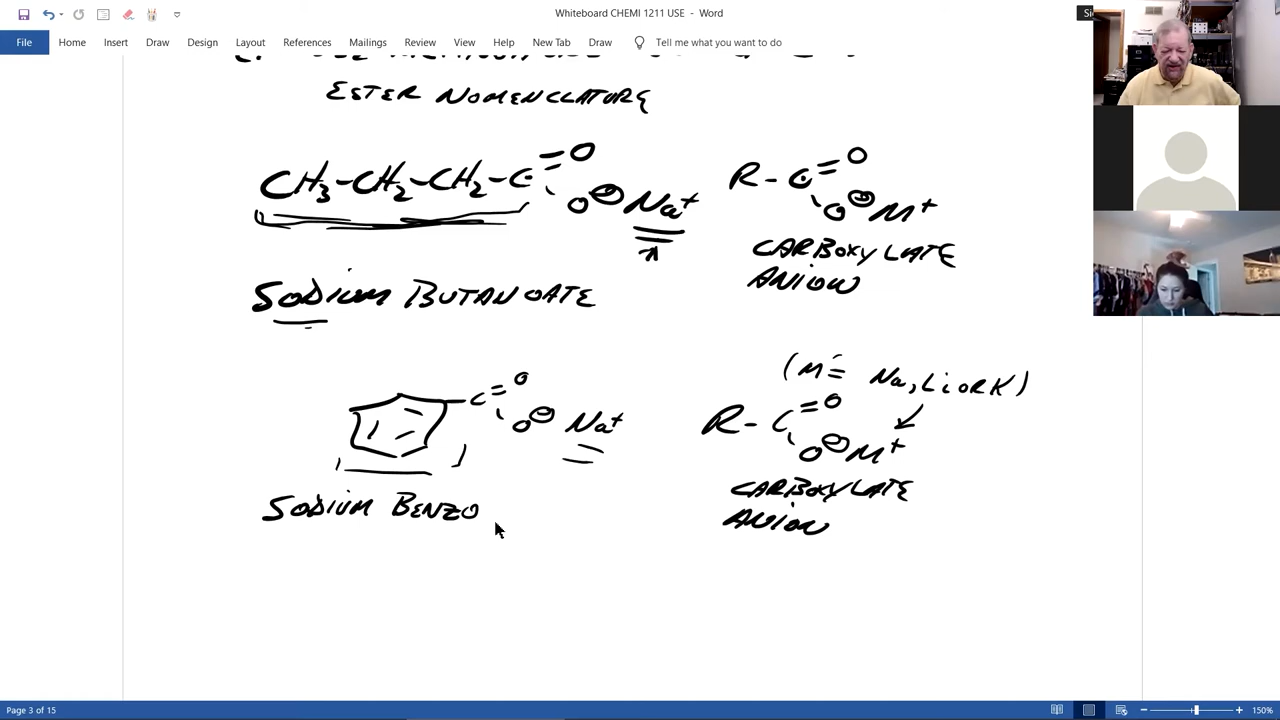 Whiteboard CHEMI 1211 USE - Word
File Home Insert Draw Design Layout References Mailings Review View Help New Tab Draw Tell me what you want to do
ESTER NOMENCLATURE
CH3-CH2-CH2-C=O
O⊖ Na+
R-C=O
O⊖ M+
CARBOXYLATE
ANION
SODIUM BUTANOATE
(M = Na, Li or K)
C=O
O⊖ Na+
R-C=O
O⊖ M+
CARBOXYLATE
ANION
SODIUM BENZO
Page 3 of 15
150%